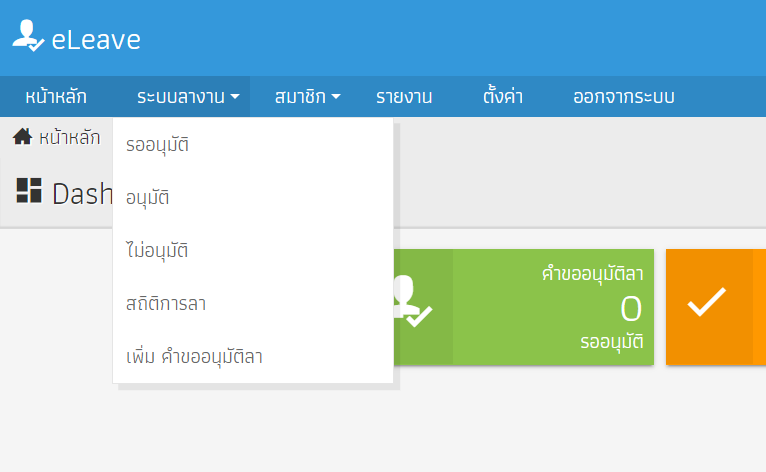 eLeave
หน้าหลัก ระบบลางาน สมาชิก รายงาน ตั้งค่า ออกจากระบบ
หน้าหลัก
Dash
รออนุมัติ
อนุมัติ
ไม่อนุมัติ
สถิติการลา
เพิ่ม คำขออนุมัติลา
คำขออนุมัติลา
0
รออนุมัติ